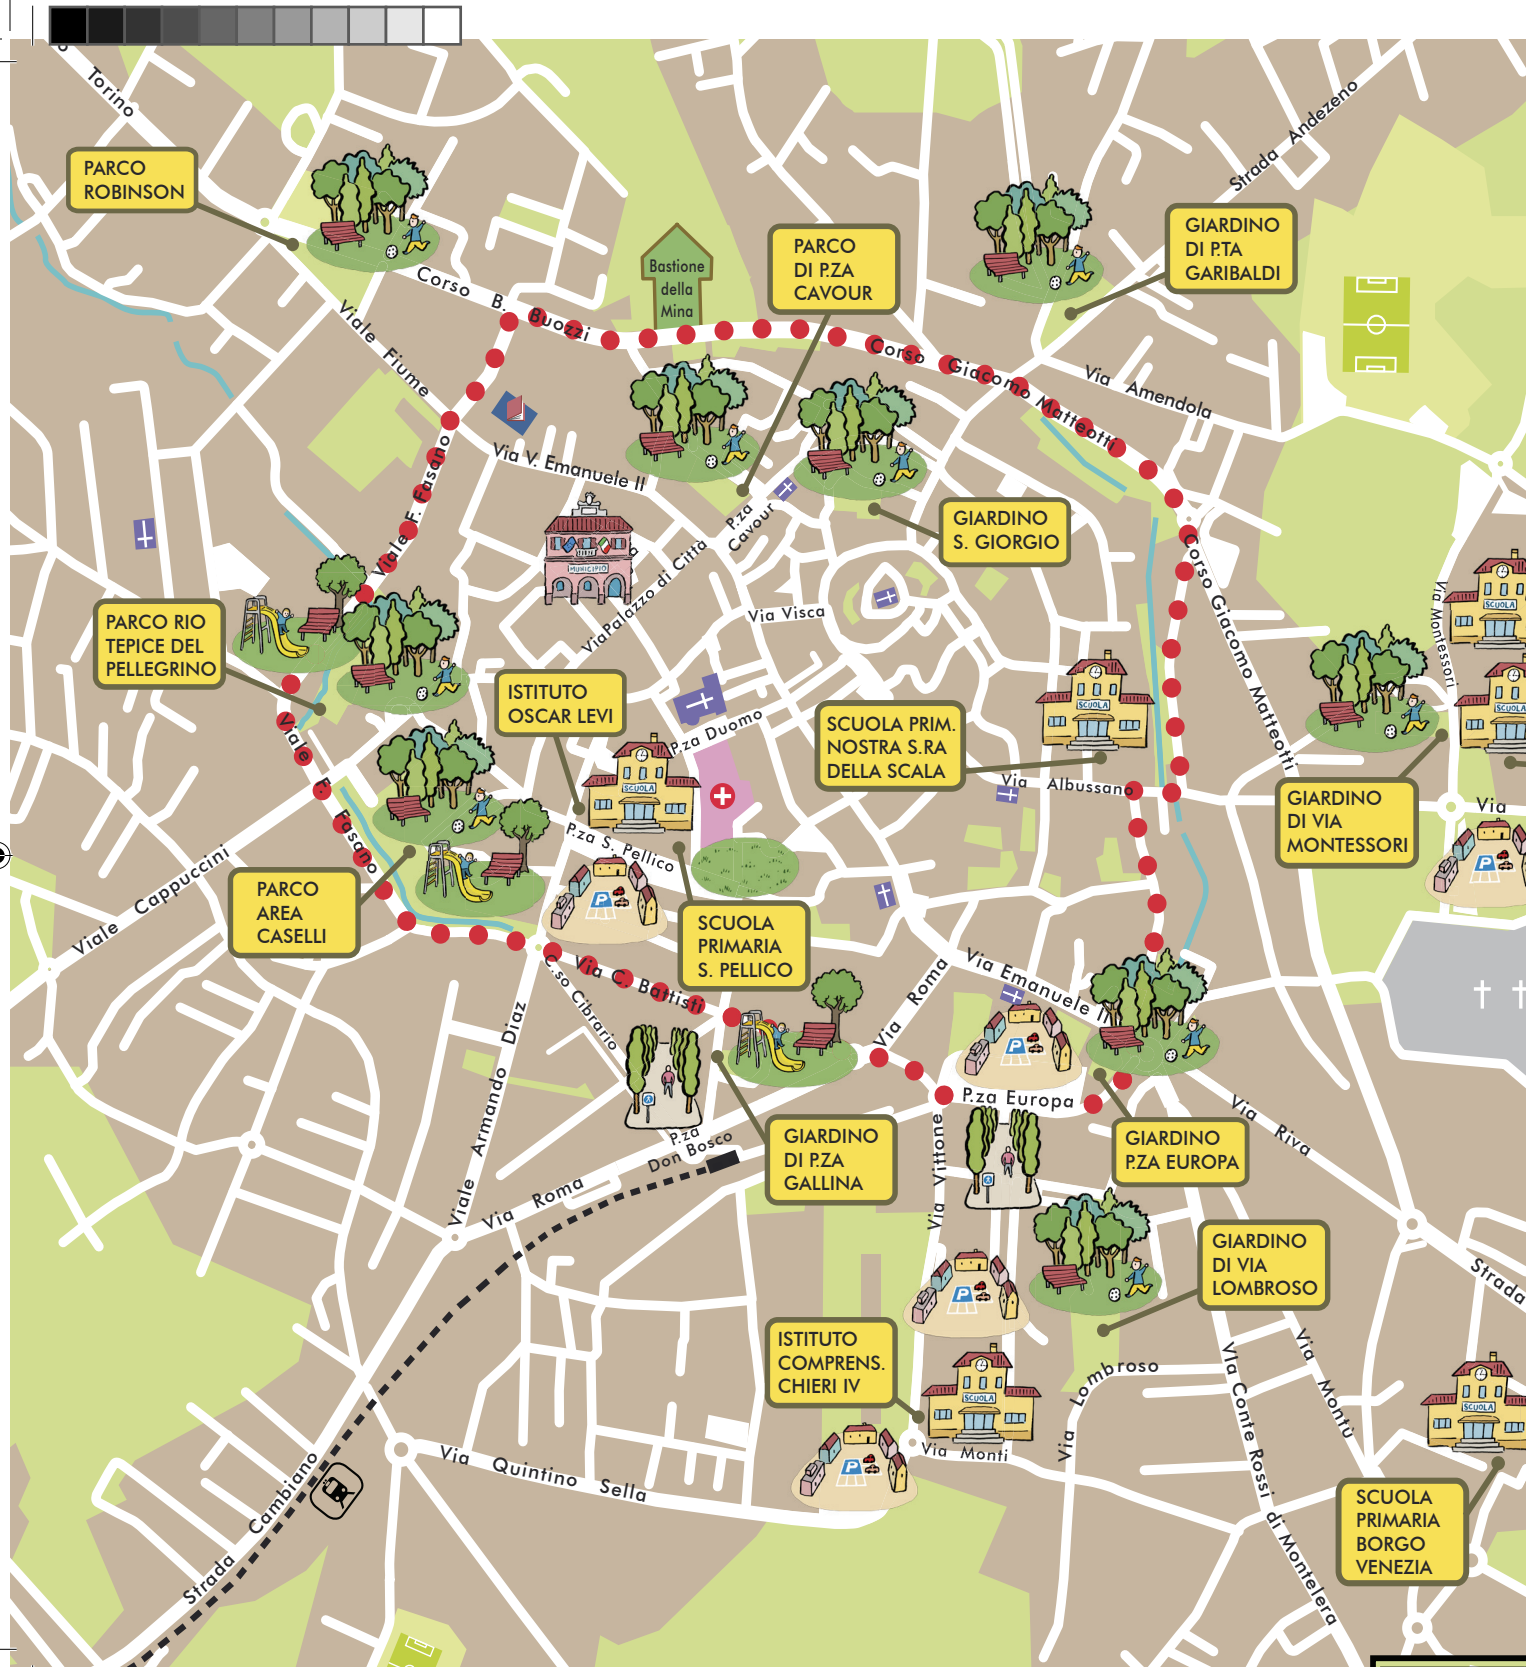 Torino
Strada Andezeno
PARCO
ROBINSON
GIARDINO
DI P.TA
GARIBALDI
PARCO
DI P.ZA
CAVOUR
Bastione
della
Mina
Corso B. Buozzi
Viale Fiume
Corso Giacomo Matteotti
Via Amendola
Via V. Emanuele II
Viale F. Fasano
P.za
Cavour
GIARDINO
S. GIORGIO
MUNICIPIO
Via Palazzo di Città
Via Visca
Corso Giacomo Matteotti
Via Montessori
SCUOLA
PARCO RIO
TEPICE DEL
PELLEGRINO
ISTITUTO
OSCAR LEVI
P.za Duomo
SCUOLA PRIM.
NOSTRA S.RA
DELLA SCALA
SCUOLA
SCUOLA
Viale F. Fasano
SCUOLA
Via Albussano
GIARDINO
DI VIA
MONTESSORI
Via
P
P.za S. Pellico
Viale Cappuccini
PARCO
AREA
CASELLI
P
SCUOLA
PRIMARIA
S. PELLICO
Via C. Battisti
C.so Cibrario
Via Roma
Via Emanuele II
P
P.za Europa
Viale Armando Diaz
P.za
Don Bosco
GIARDINO
DI P.ZA
GALLINA
Via Vittone
GIARDINO
P.ZA EUROPA
Via Riva
Via Roma
GIARDINO
DI VIA
LOMBROSO
Strada
P
ISTITUTO
COMPRENS.
CHIERI IV
SCUOLA
Via Lombroso
Via Conte Rossi di Montelera
Via Montù
SCUOLA
Via Monti
P
Via Quintino Sella
Strada Cambiano
SCUOLA
PRIMARIA
BORGO
VENEZIA